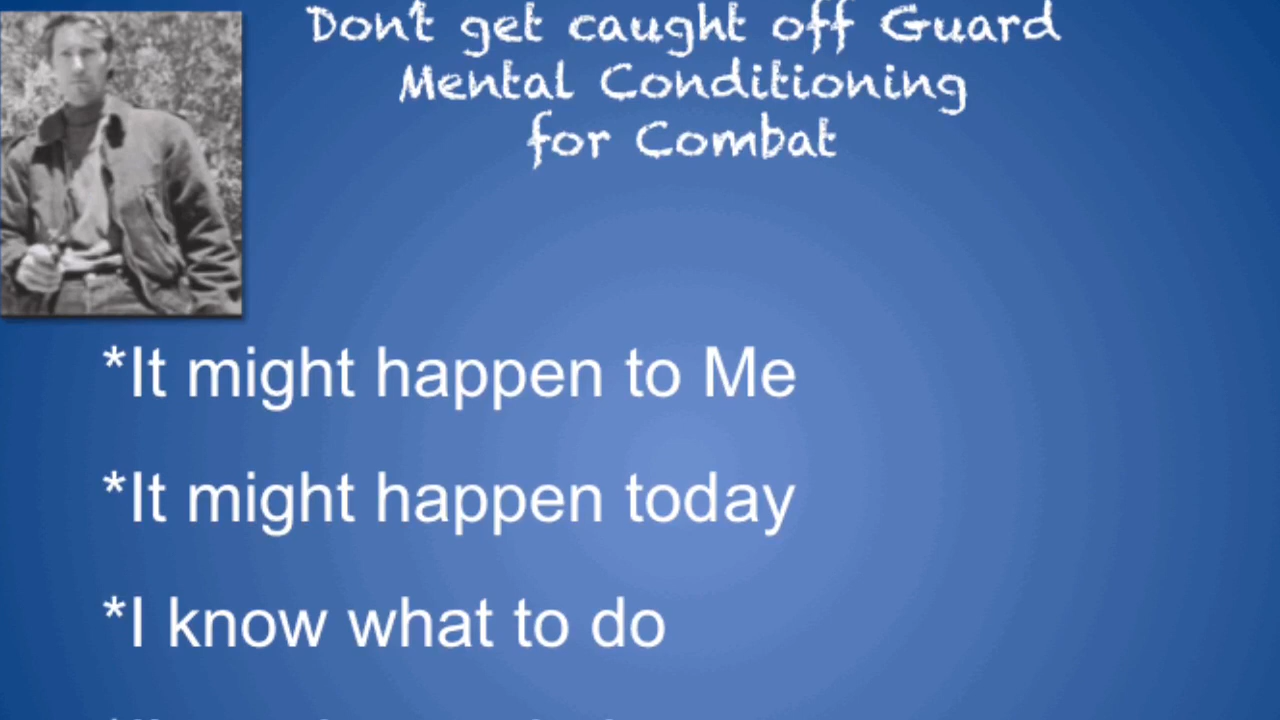 Don't get caught off Guard
Mental Conditioning
for Combat
*It might happen to Me
*It might happen today
*I know what to do